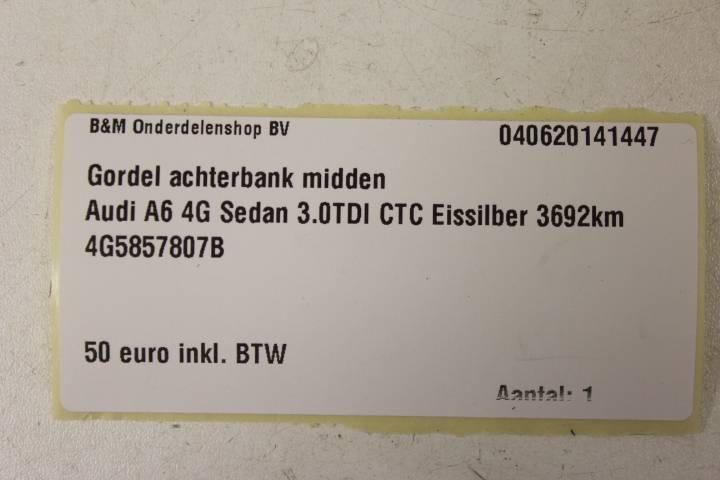 B&M Onderdelenshop BV
040620141447
Gordel achterbank midden
Audi A6 4G Sedan 3.0TDI CTC Eissilber 3692km
4G5857807B
50 euro inkl. BTW
Aantal: 1